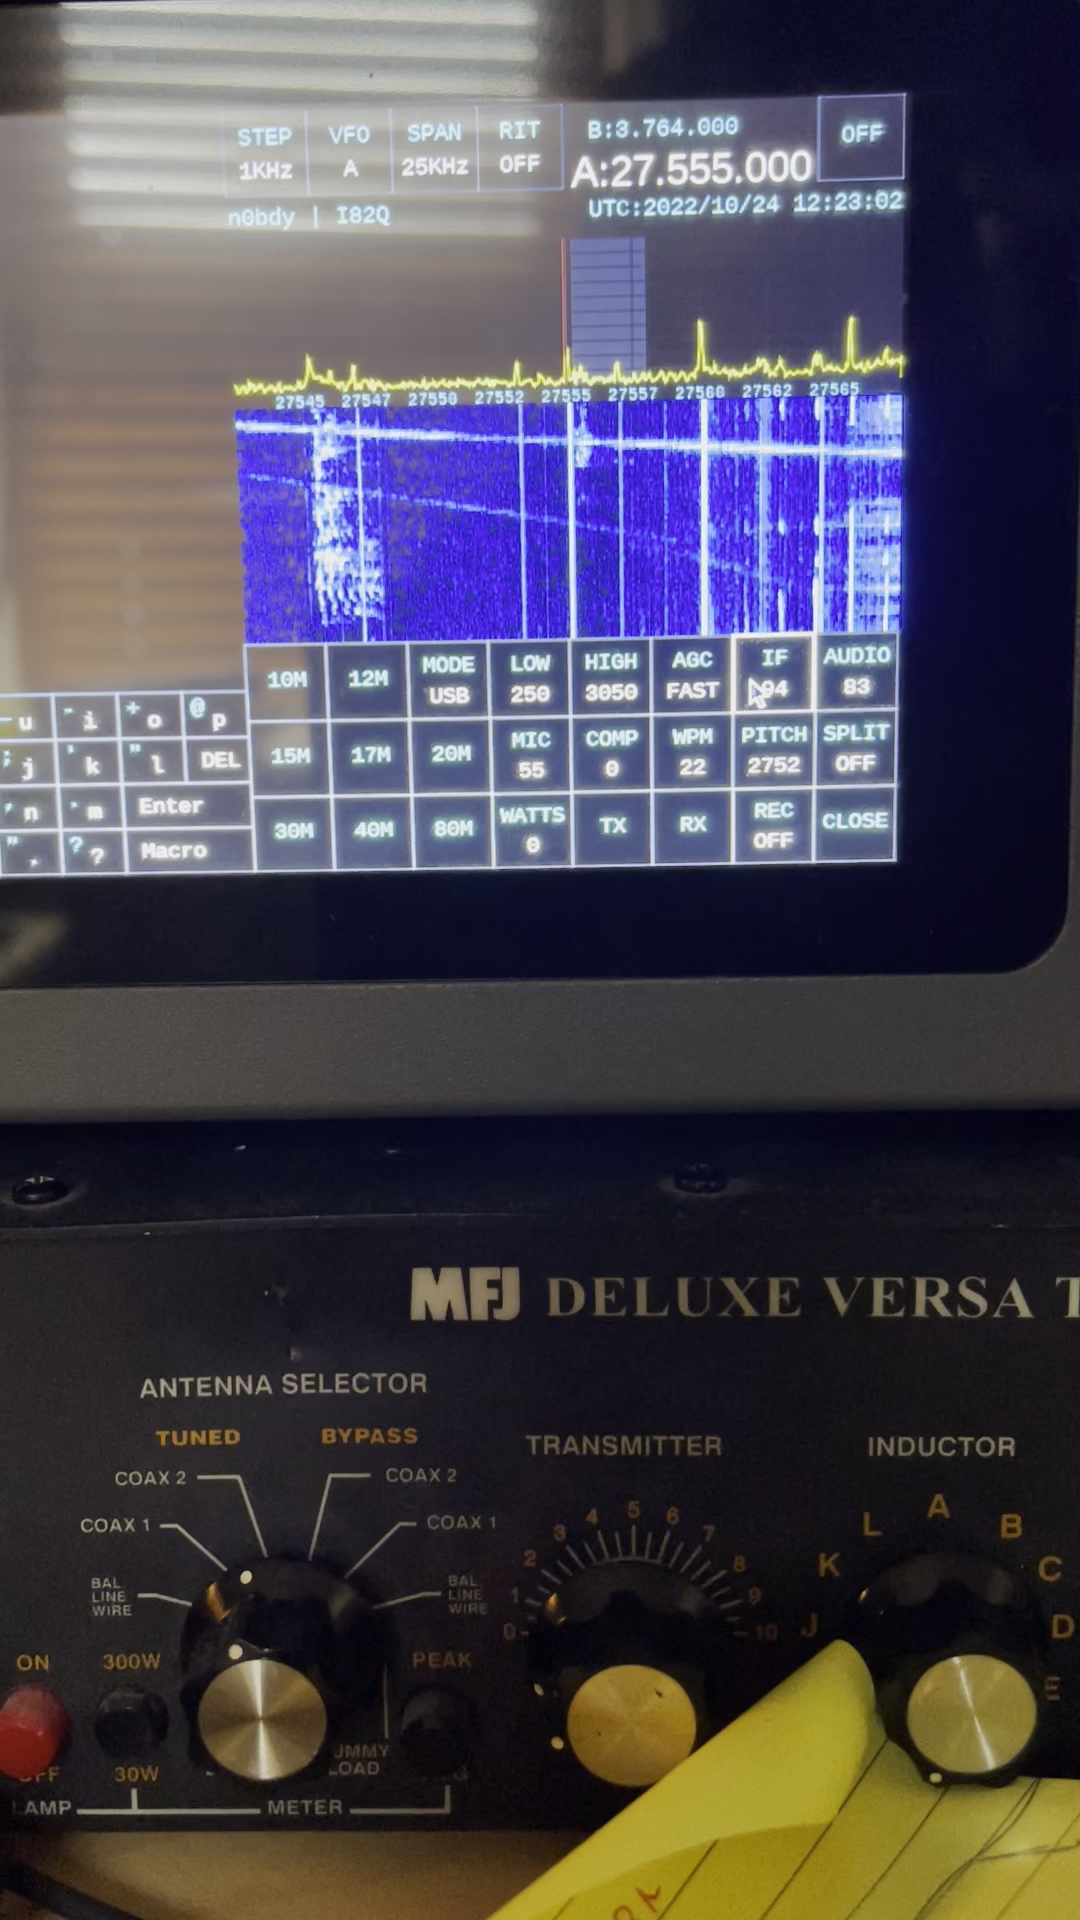 STEP VFO SPAN RIT B:3.764.000 OFF
1KHz A 25KHz OFF A:27.555.000
n0bdy | I82Q UTC:2022/10/24 12:23:02
27545 27547 27550 27552 27555 27557 27560 27562 27565
10M 12M MODE LOW HIGH AGC IF AUDIO
USB 250 3050 FAST 94 83
- u - i + o @ p
15M 17M 20M MIC COMP WPM PITCH SPLIT
55 0 22 2752 OFF
; j ' k " l DEL
30M 40M 80M WATTS TX RX REC CLOSE
0 OFF
n m Enter
" , ? ? Macro
MFJ DELUXE VERSA T
ANTENNA SELECTOR
TUNED BYPASS TRANSMITTER INDUCTOR
COAX 2 COAX 2
COAX 1 COAX 1
BAL. LINE WIRE BAL. LINE WIRE
0 1 2 3 4 5 6 7 8 9 10
J K L A B C D E
ON 300W PEAK
OFF 30W UMMY LOAD
LAMP METER